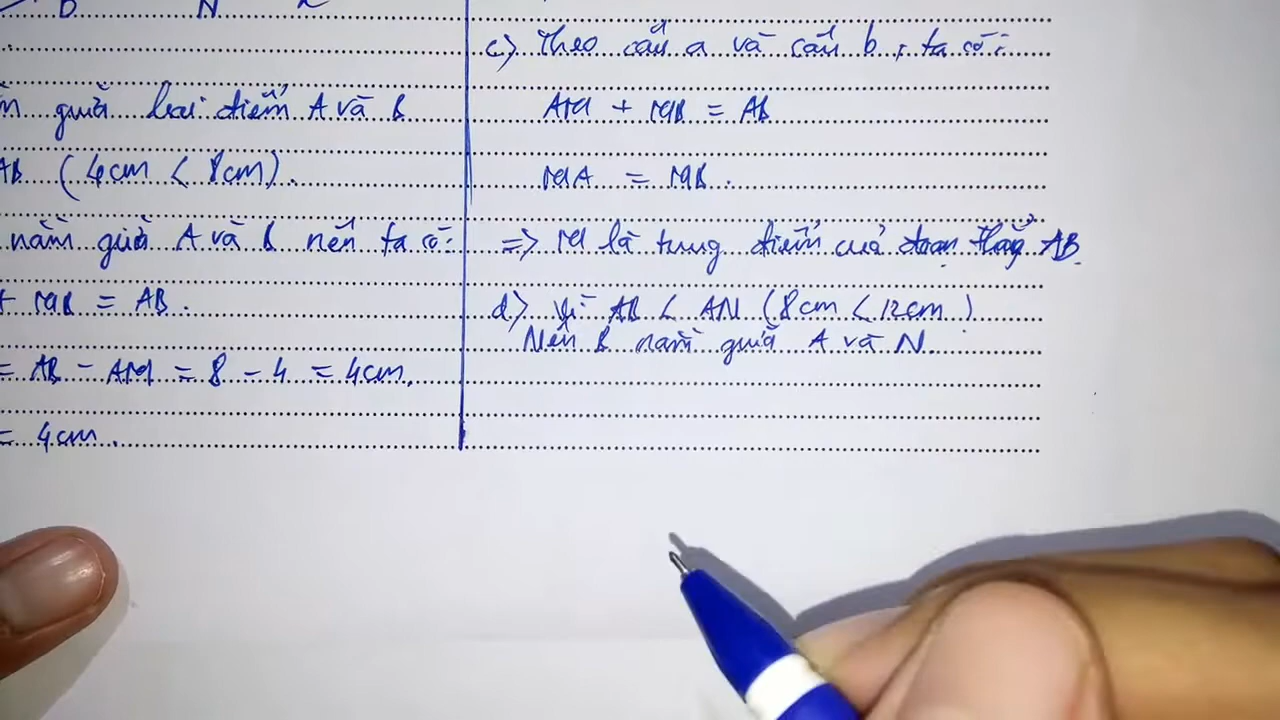 B N
giữa hai điểm A và B
AB (4cm < 8cm).
nằm giữa A và B nên ta có:
+ MB = AB.
= AB - AM = 8 - 4 = 4cm.
= 4cm.
c) Theo câu a và câu b, ta có:
AM + MB = AB
MA = MB.
=> M là trung điểm của đoạn thẳng AB.
d) Vì AB < AN (8cm < 12cm)
Nên B nằm giữa A và N.